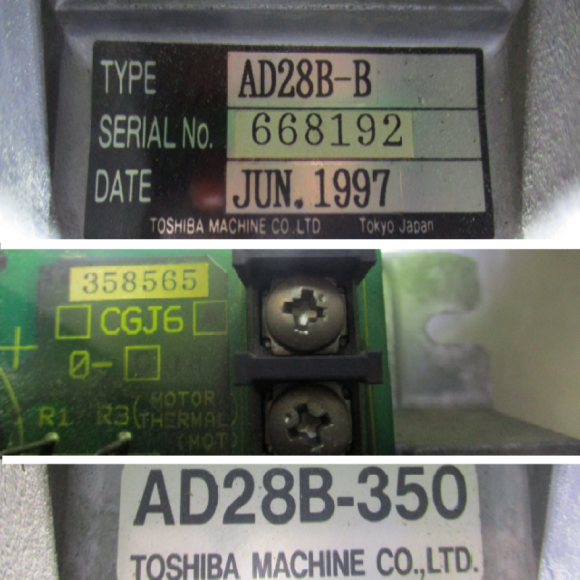 TYPE AD28B-B
SERIAL No. 668192
DATE JUN. 1997
TOSHIBA MACHINE CO.,LTD Tokyo Japan
358565
CGJ6
0-
+
R1 R3(MOTOR
THERMAL)
(MOT)
AD28B-350
TOSHIBA MACHINE CO.,LTD.